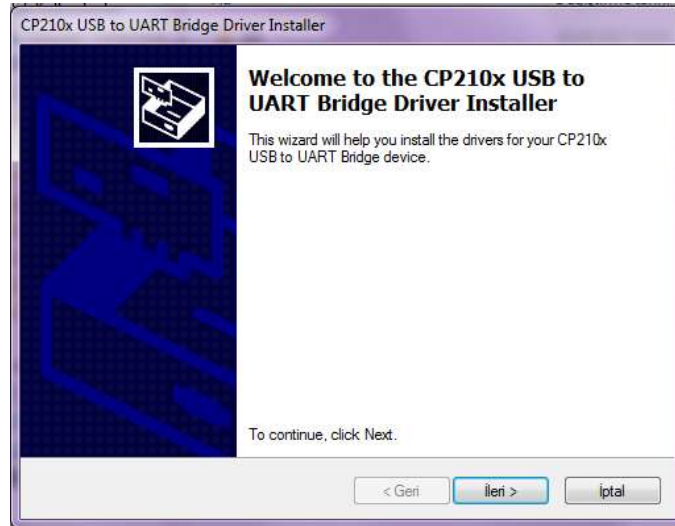 CP210x USB to UART Bridge Driver Installer
Welcome to the CP210x USB to
UART Bridge Driver Installer
This wizard will help you install the drivers for your CP210x
USB to UART Bridge device.
To continue, click Next.
< Geri İleri > İptal